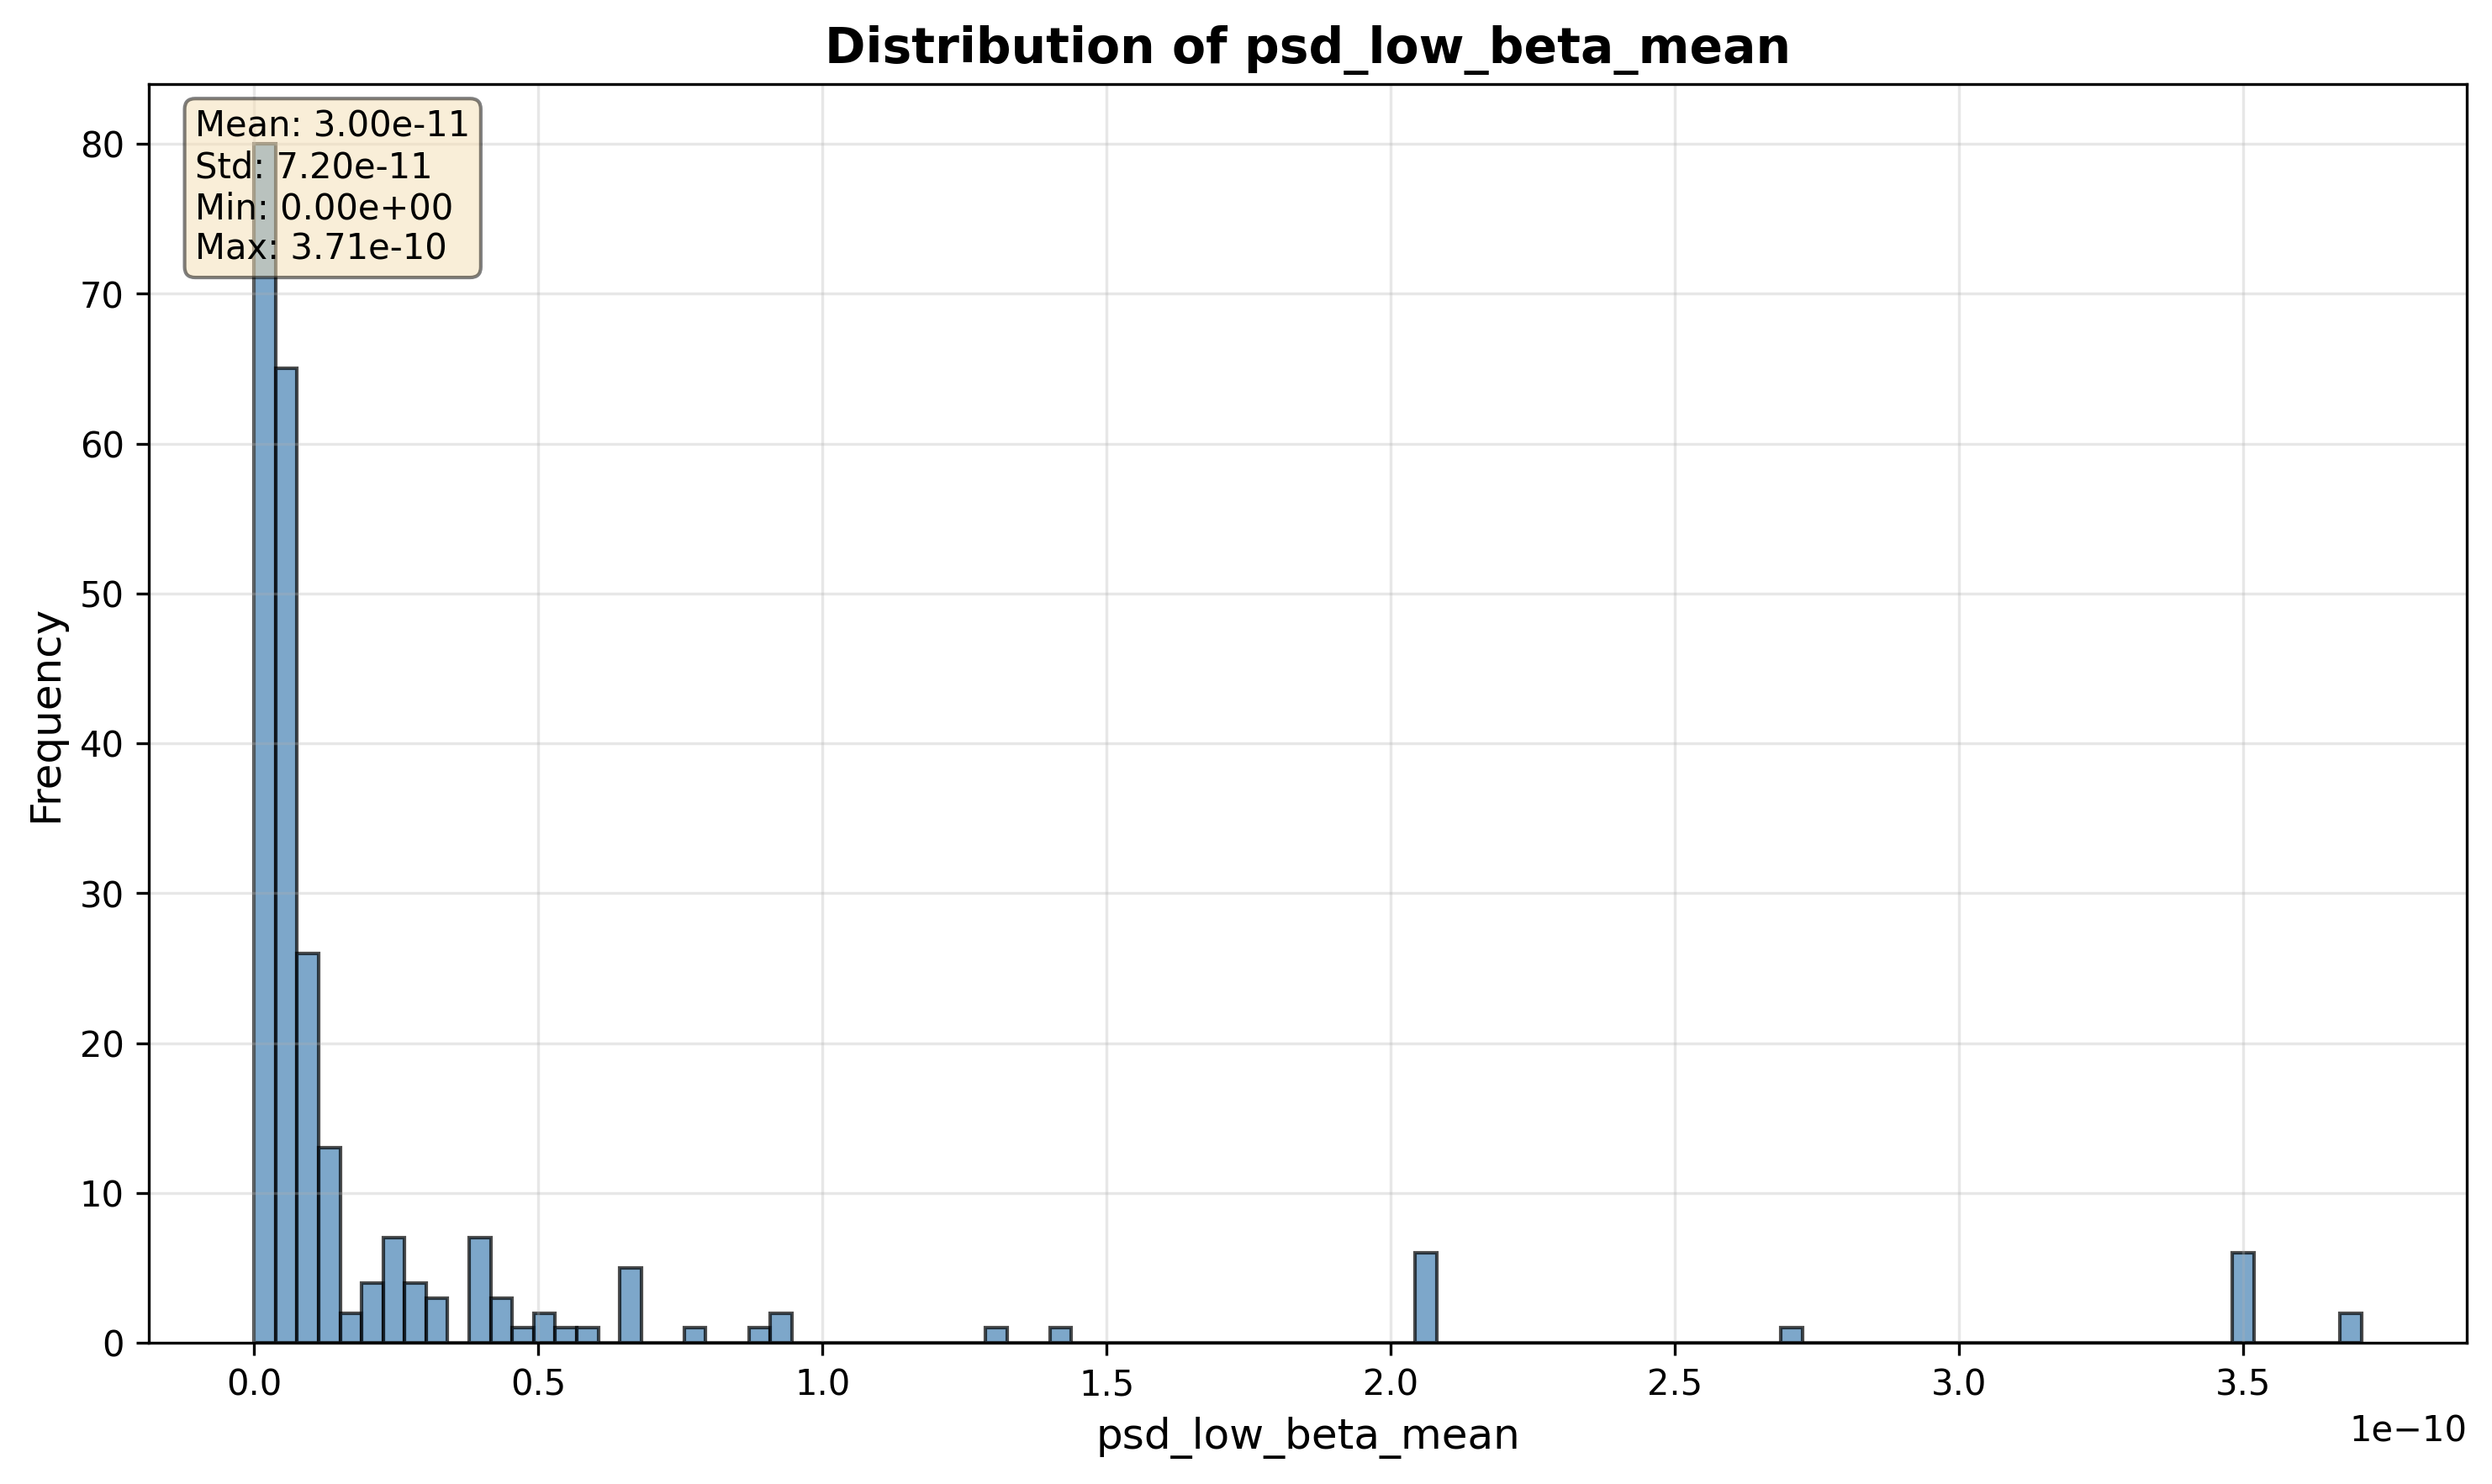 Distribution of psd_low_beta_mean
Mean: 3.00e-11
Std: 7.20e-11
Min: 0.00e+00
Max: 3.71e-10
80
70
60
50
40
30
20
10
0
Frequency
0.0 0.5 1.0 1.5 2.0 2.5 3.0 3.5
1e−10
psd_low_beta_mean